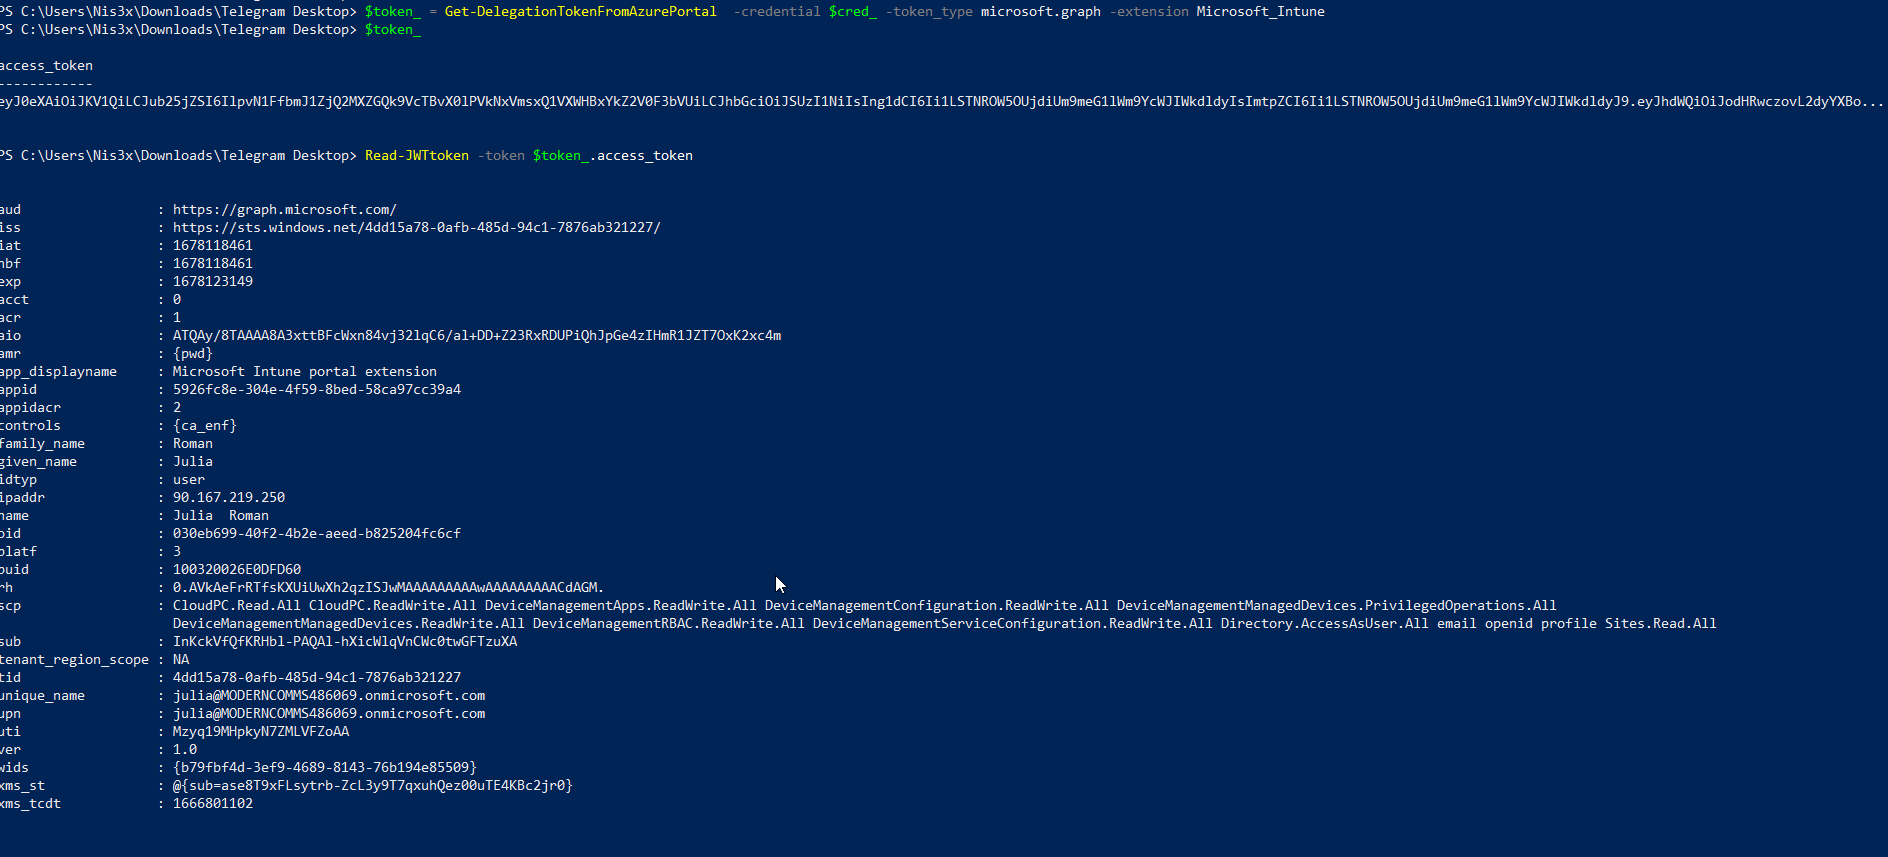 PS C:\Users\Nis3x\Downloads\Telegram Desktop> $token_ = Get-DelegationTokenFromAzurePortal  -credential $cred_ -token_type microsoft.graph -extension Microsoft_Intune
PS C:\Users\Nis3x\Downloads\Telegram Desktop> $token_
access_token
------------
eyJ0eXAiOiJKV1QiLCJub25jZSI6IlpvN1FfbmJ1ZjQ2MXZGQk9VcTBvX0lPVkNxVmsxQ1VXWHBxYkZ2V0F3bVUiLCJhbGciOiJSUzI1NiIsIng1dCI6Ii1LSTNROW5OUjdiUm9meG1lWm9YcWJIWkdldyIsImtpZCI6Ii1LSTNROW5OUjdiUm9meG1lWm9YcWJIWkdldyJ9.eyJhdWQiOiJodHRwczovL2dyYXBo...
PS C:\Users\Nis3x\Downloads\Telegram Desktop> Read-JWTtoken -token $token_.access_token
aud : https://graph.microsoft.com/
iss : https://sts.windows.net/4dd15a78-0afb-485d-94c1-7876ab321227/
iat : 1678118461
nbf : 1678118461
exp : 1678123149
acct : 0
acr : 1
aio : ATQAy/8TAAAA8A3xttBFcWxn84vj32lqC6/al+DD+Z23RxRDUPiQhJpGe4zIHmR1JZT7OxK2xc4m
amr : {pwd}
app_displayname : Microsoft Intune portal extension
appid : 5926fc8e-304e-4f59-8bed-58ca97cc39a4
appidacr : 2
controls : {ca_enf}
family_name : Roman
given_name : Julia
idtyp : user
ipaddr : 90.167.219.250
name : Julia  Roman
oid : 030eb699-40f2-4b2e-aeed-b825204fc6cf
platf : 3
puid : 100320026E0DFD60
rh : 0.AVkAeFrRTfsKXUiUwXh2qzISJwMAAAAAAAAAwAAAAAAAAACdAGM.
scp : CloudPC.Read.All CloudPC.ReadWrite.All DeviceManagementApps.ReadWrite.All DeviceManagementConfiguration.ReadWrite.All DeviceManagementManagedDevices.PrivilegedOperations.All
DeviceManagementManagedDevices.ReadWrite.All DeviceManagementRBAC.ReadWrite.All DeviceManagementServiceConfiguration.ReadWrite.All Directory.AccessAsUser.All email openid profile Sites.Read.All
sub : InKckVfQfKRHbl-PAQAl-hXicWlqVnCWc0twGFTzuXA
tenant_region_scope : NA
tid : 4dd15a78-0afb-485d-94c1-7876ab321227
unique_name : julia@MODERNCOMMS486069.onmicrosoft.com
upn : julia@MODERNCOMMS486069.onmicrosoft.com
uti : Mzyq19MHpkyN7ZMLVFZoAA
ver : 1.0
wids : {b79fbf4d-3ef9-4689-8143-76b194e85509}
xms_st : @{sub=ase8T9xFLsytrb-ZcL3y9T7qxuhQez00uTE4KBc2jr0}
xms_tcdt : 1666801102